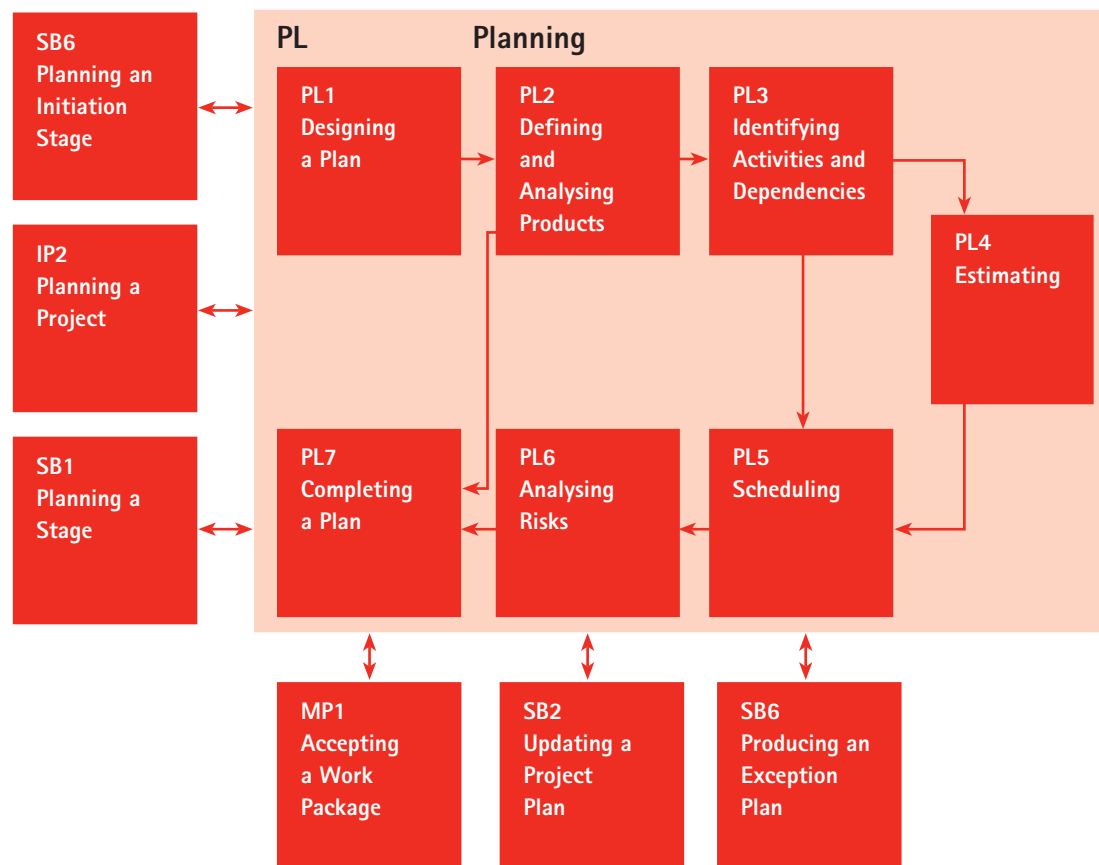 SB6
Planning an
Initiation
Stage
IP2
Planning a
Project
SB1
Planning a
Stage
PL Planning
PL1
Designing
a Plan
PL2
Defining
and
Analysing
Products
PL3
Identifying
Activities and
Dependencies
PL4
Estimating
PL7
Completing
a Plan
PL6
Analysing
Risks
PL5
Scheduling
MP1
Accepting
a Work
Package
SB2
Updating a
Project
Plan
SB6
Producing an
Exception
Plan